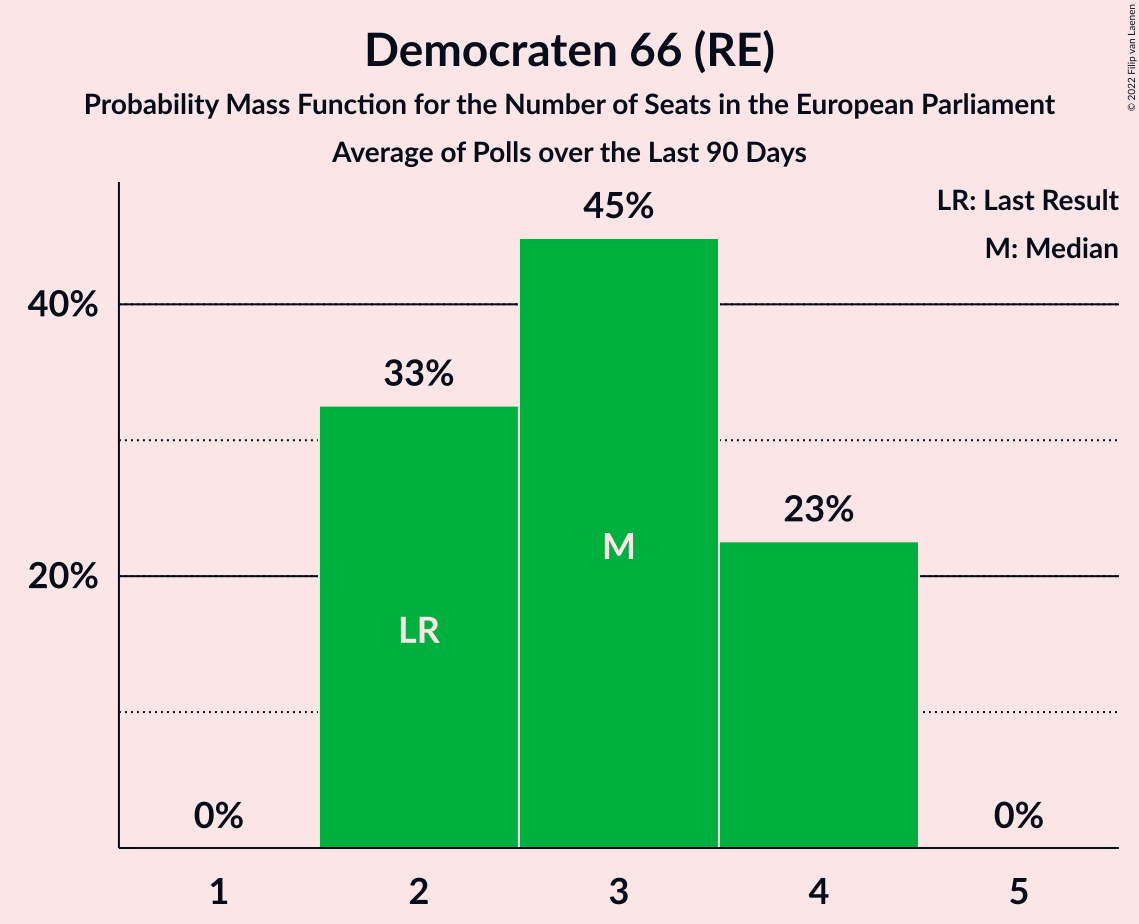 Democraten 66 (RE)
Probability Mass Function for the Number of Seats in the European Parliament
Average of Polls over the Last 90 Days
© 2022 Filip van Laenen
LR: Last Result
M: Median
45%
40%
33%
23%
M
20%
LR
0%
0%
1
2
3
4
5